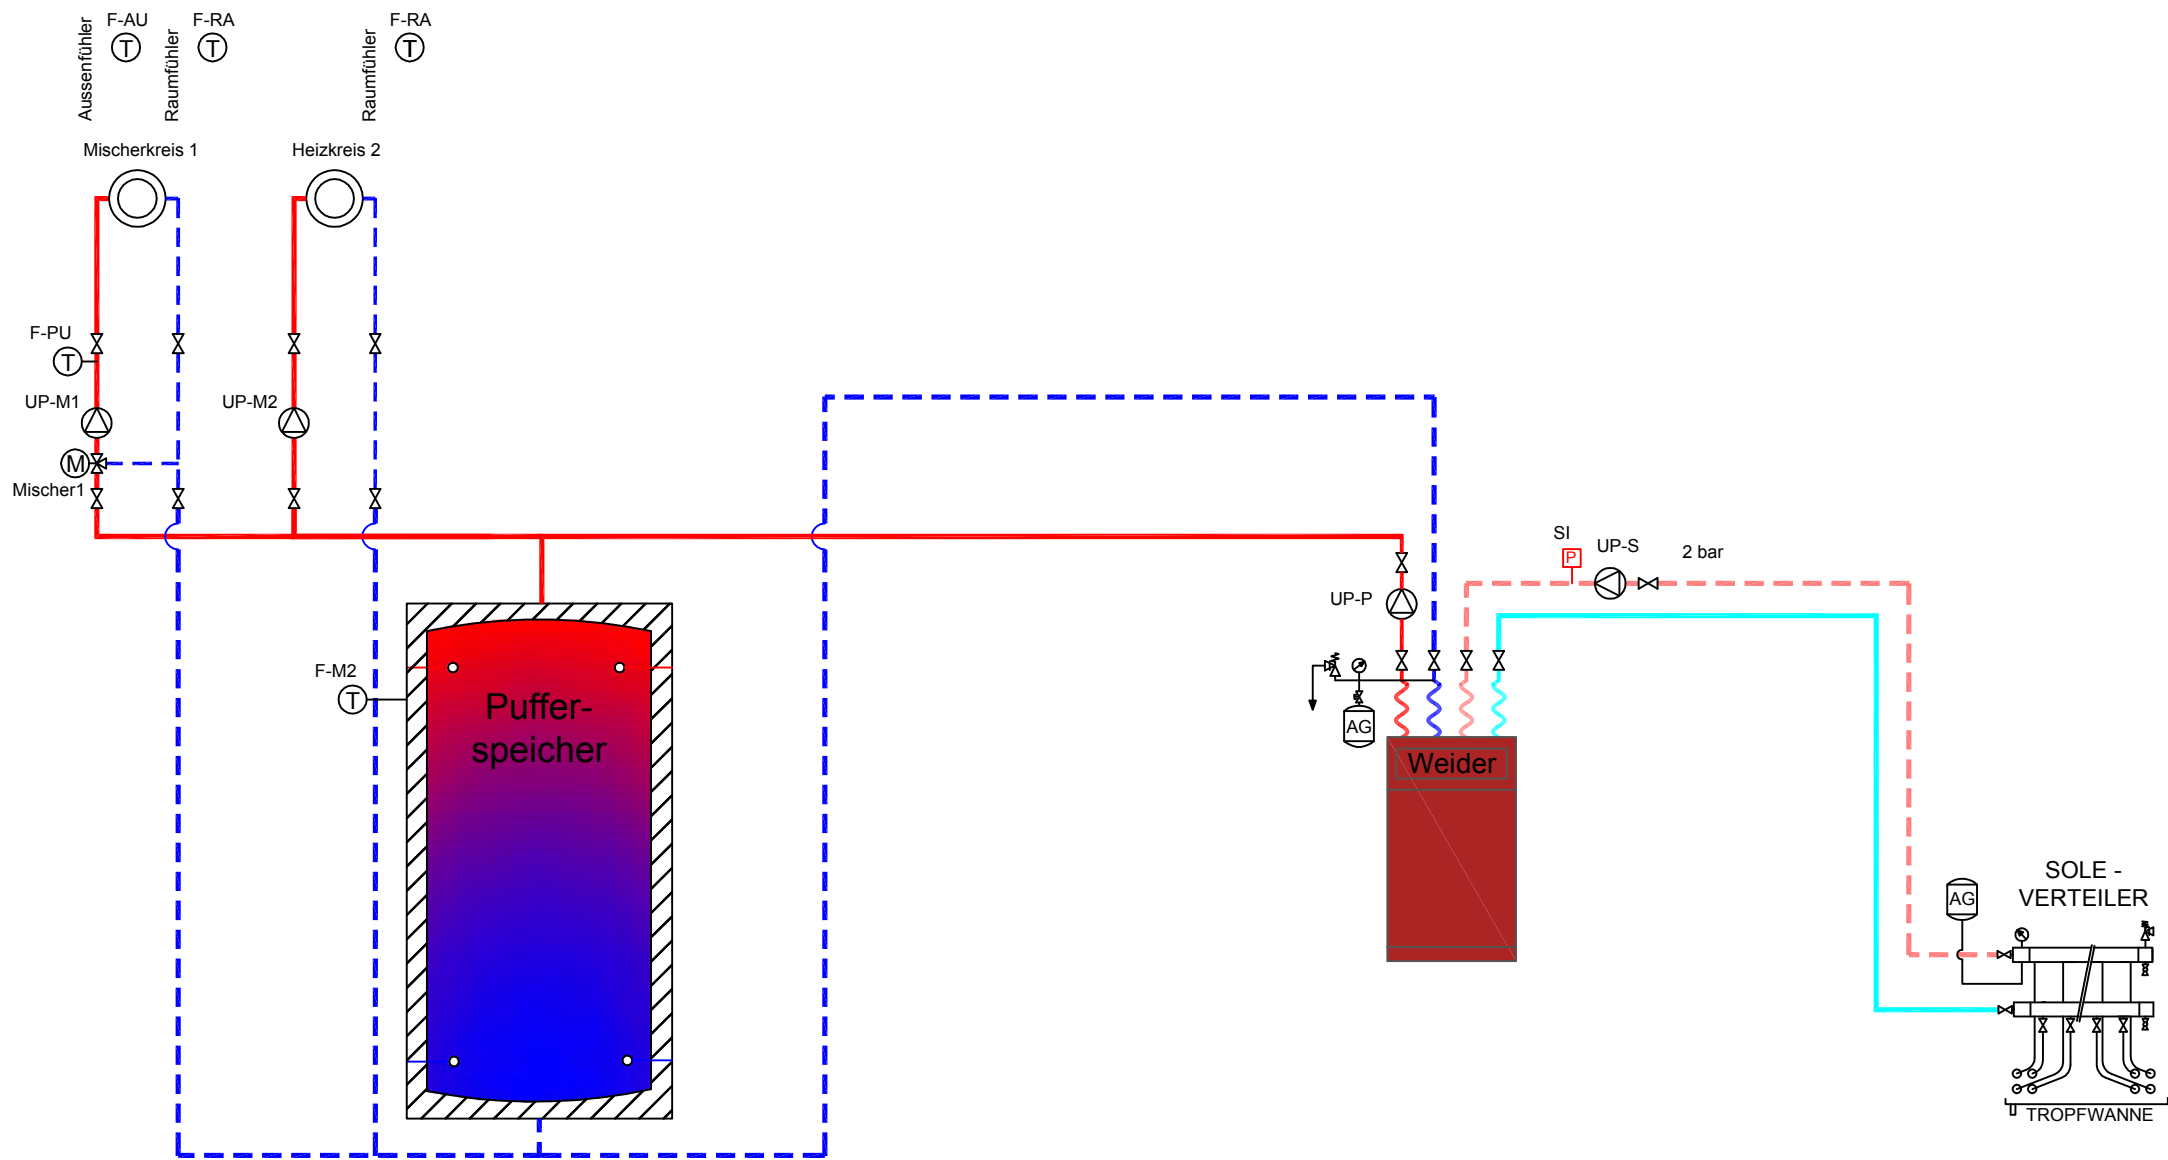 F-AU
F-RA
F-RA
Aussenfühler
T
Raumfühler
T
Raumfühler
T
Mischerkreis 1
Heizkreis 2
F-PU
T
UP-M1
UP-M2
M
Mischer1
SI
P
UP-S
2 bar
UP-P
F-M2
T
Puffer-
speicher
AG
Weider
SOLE -
VERTEILER
AG
TROPFWANNE